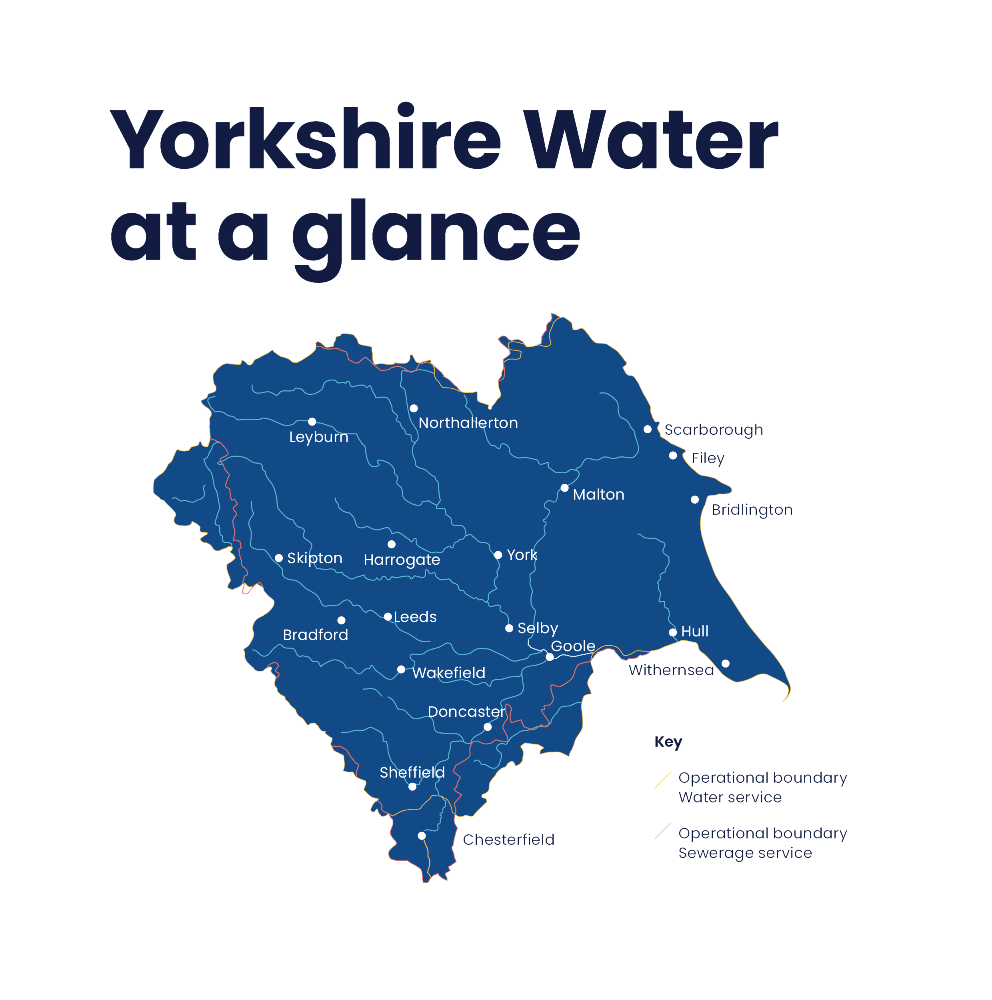 Yorkshire Water
at a glance
Northallerton
Leyburn
Scarborough
Filey
Malton
Bridlington
Skipton
Harrogate
York
Leeds
Bradford
Selby
Hull
Goole
Withernsea
Wakefield
Doncaster
Sheffield
Chesterfield
Key
Operational boundary
Water service
Operational boundary
Sewerage service